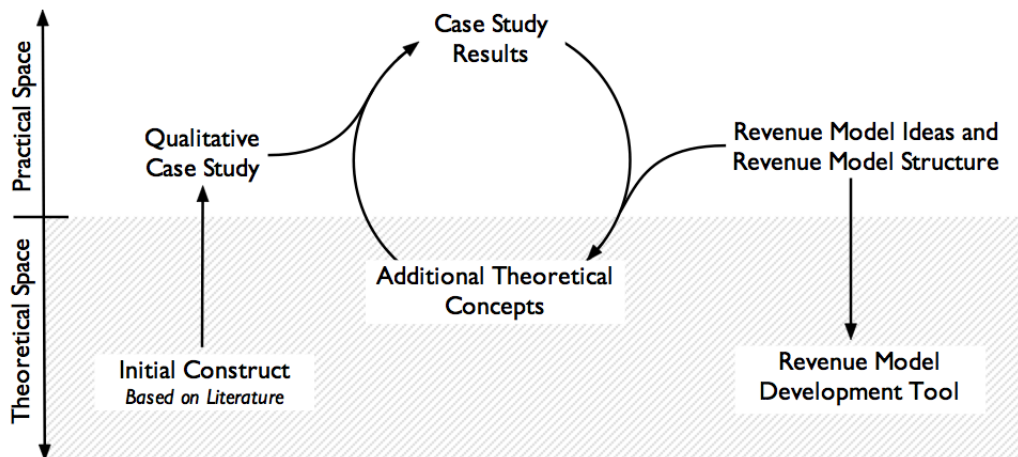 Practical Space
Theoretical Space
Case Study
Results
Qualitative
Case Study
Revenue Model Ideas and
Revenue Model Structure
Additional Theoretical
Concepts
Initial Construct
Based on Literature
Revenue Model
Development Tool